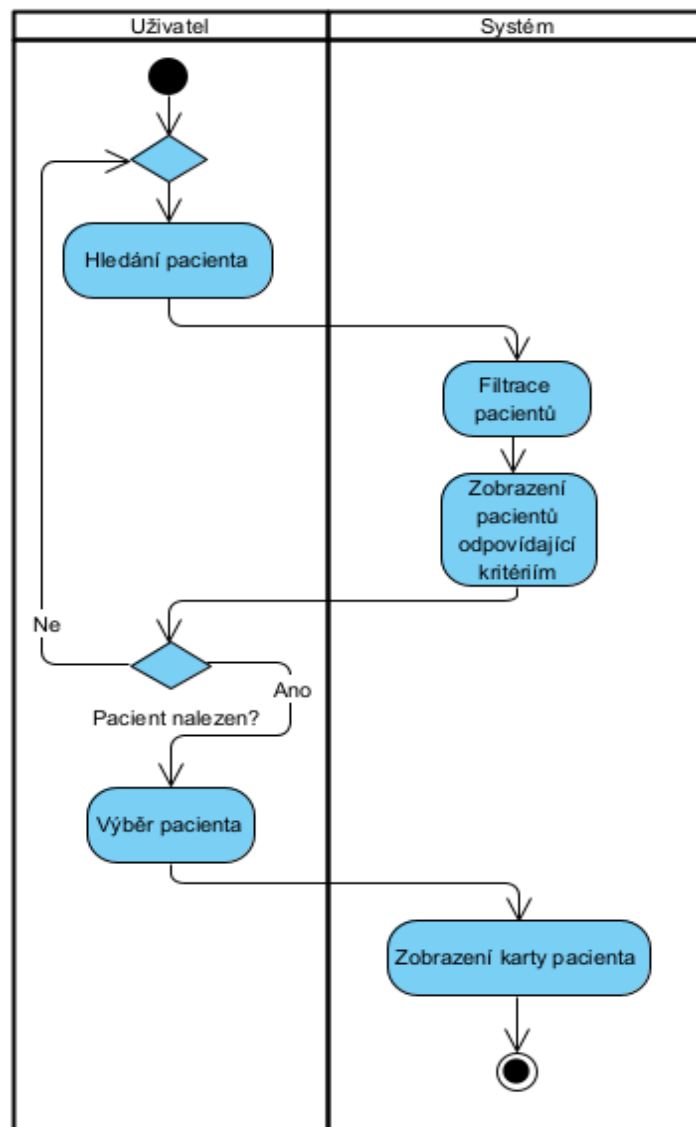 Uživatel
Systém
Hledání pacienta
Filtrace
pacientů
Zobrazení
pacientů
odpovídající
kritériím
Ne
Ano
Pacient nalezen?
Výběr pacienta
Zobrazení karty pacienta